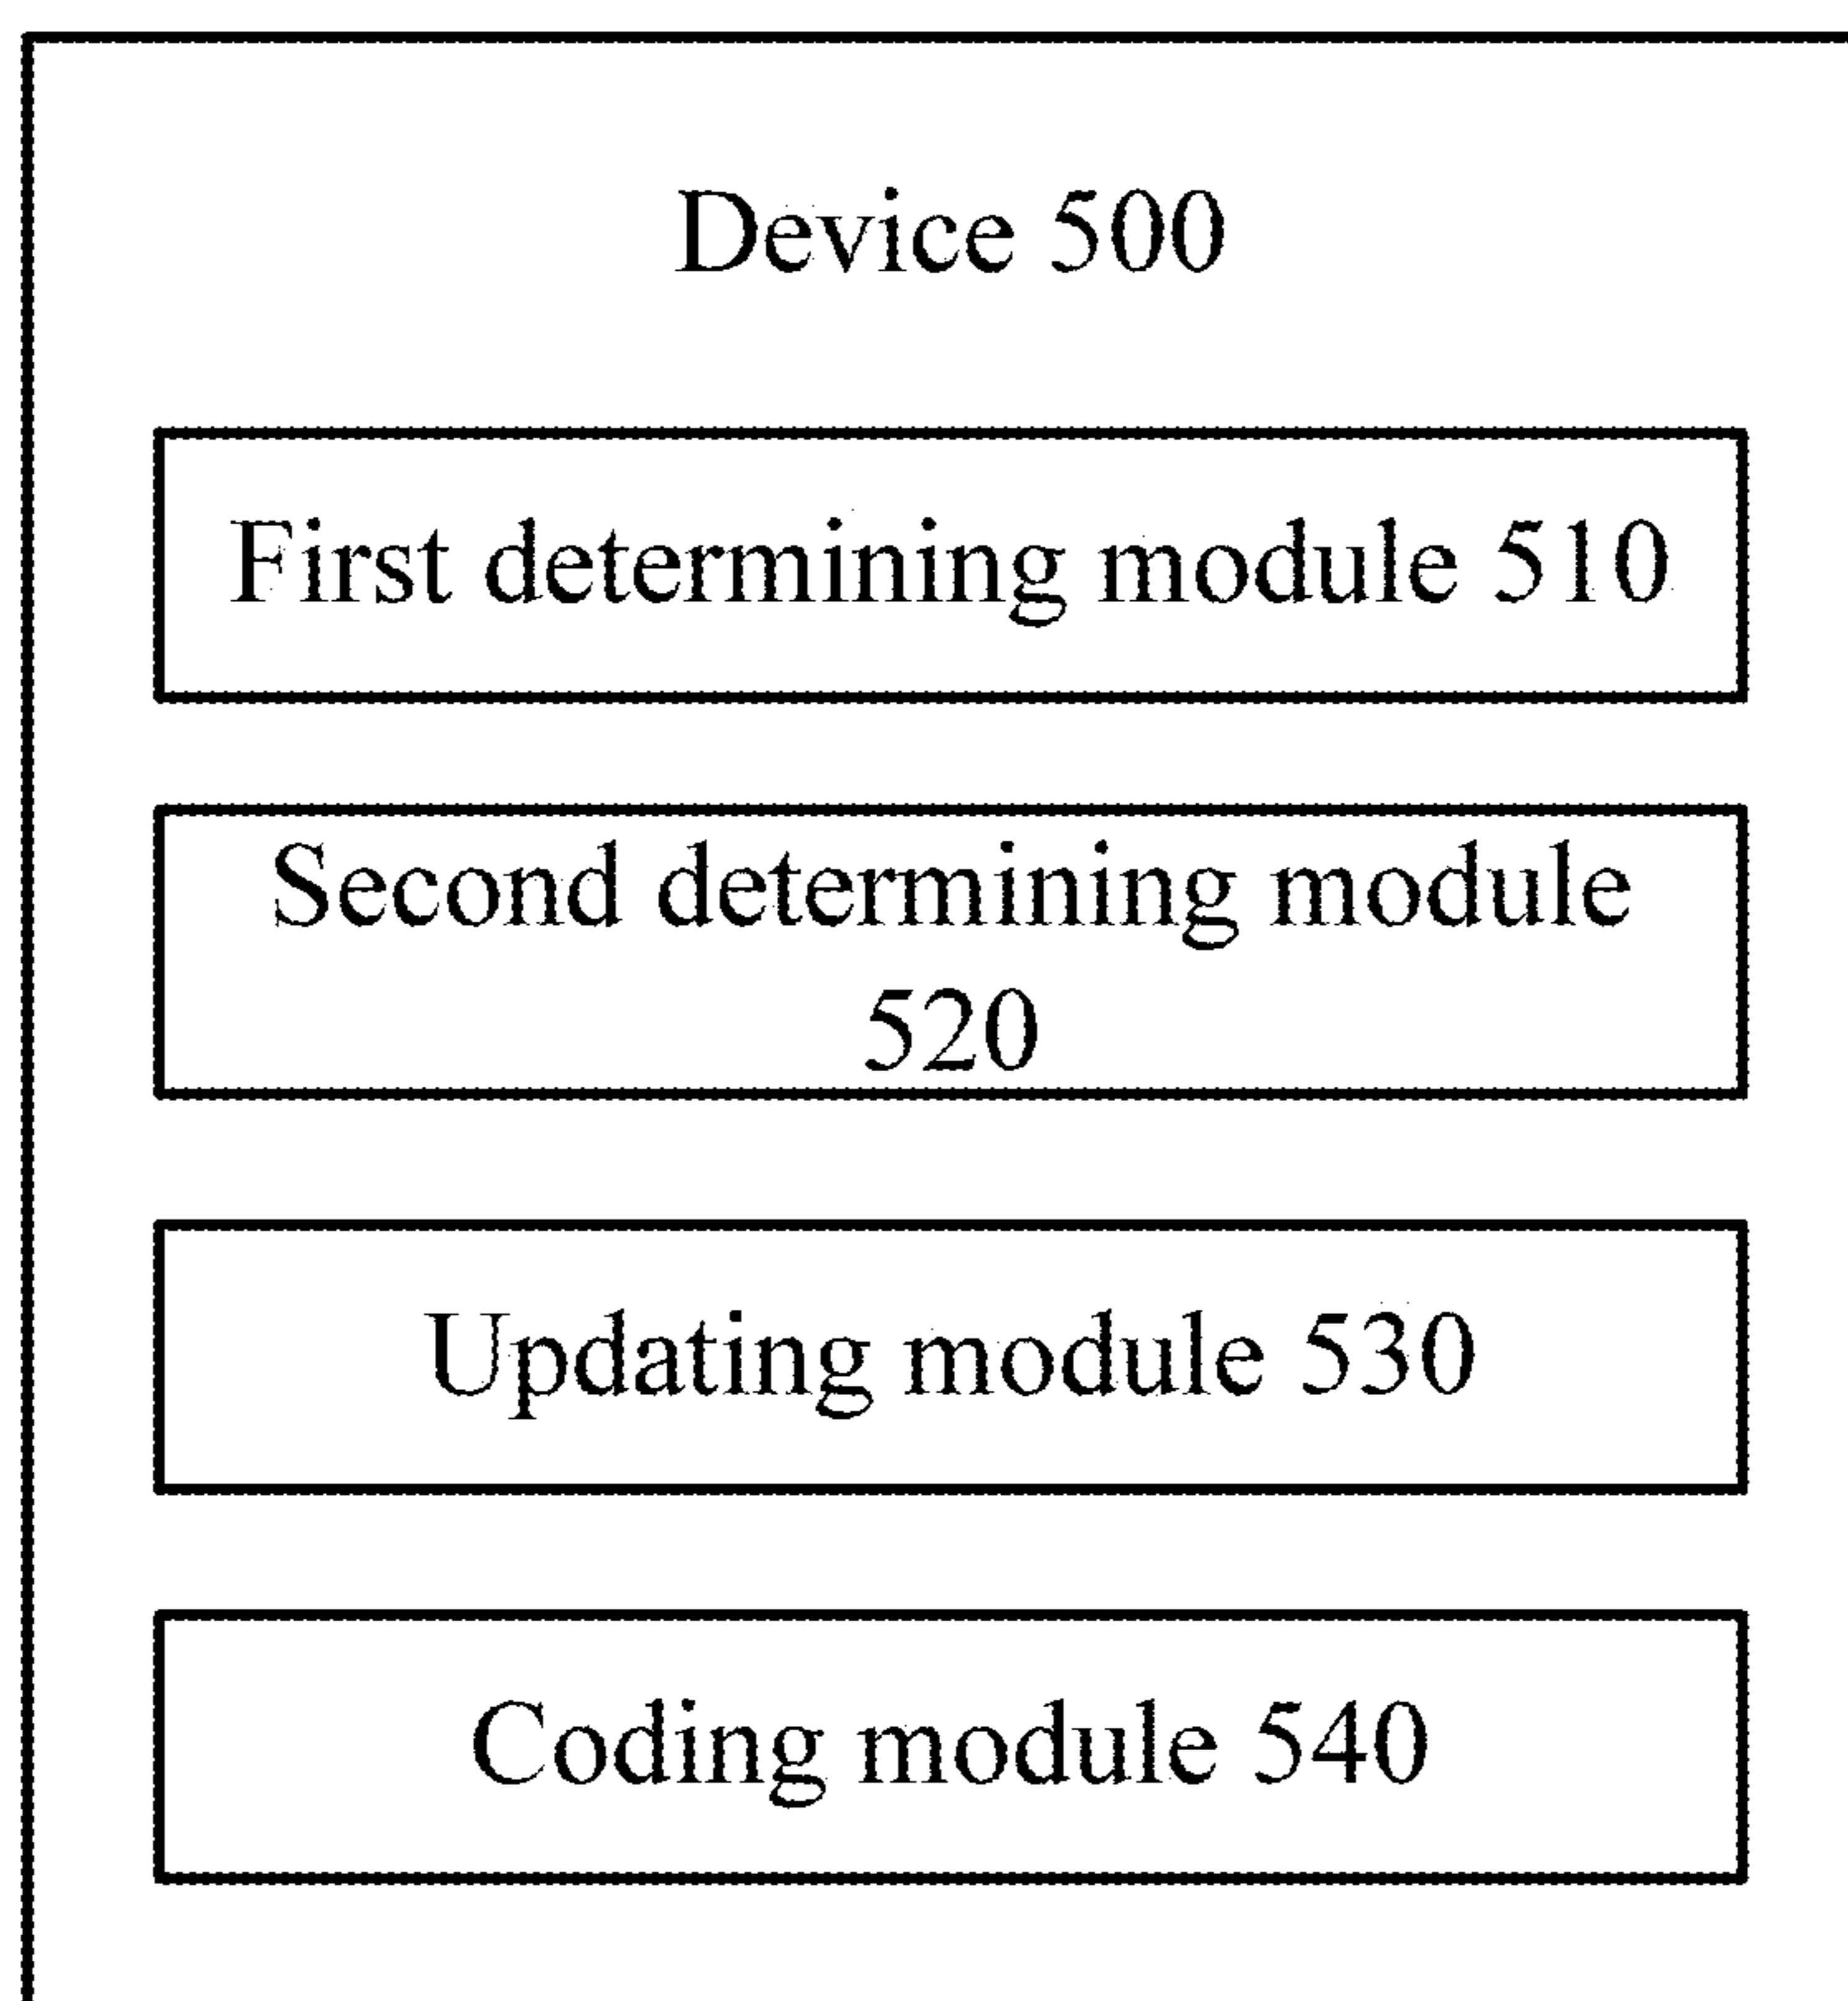 Device 500
First determining module 510
Second determining module
520
Updating module 530
Coding module 540